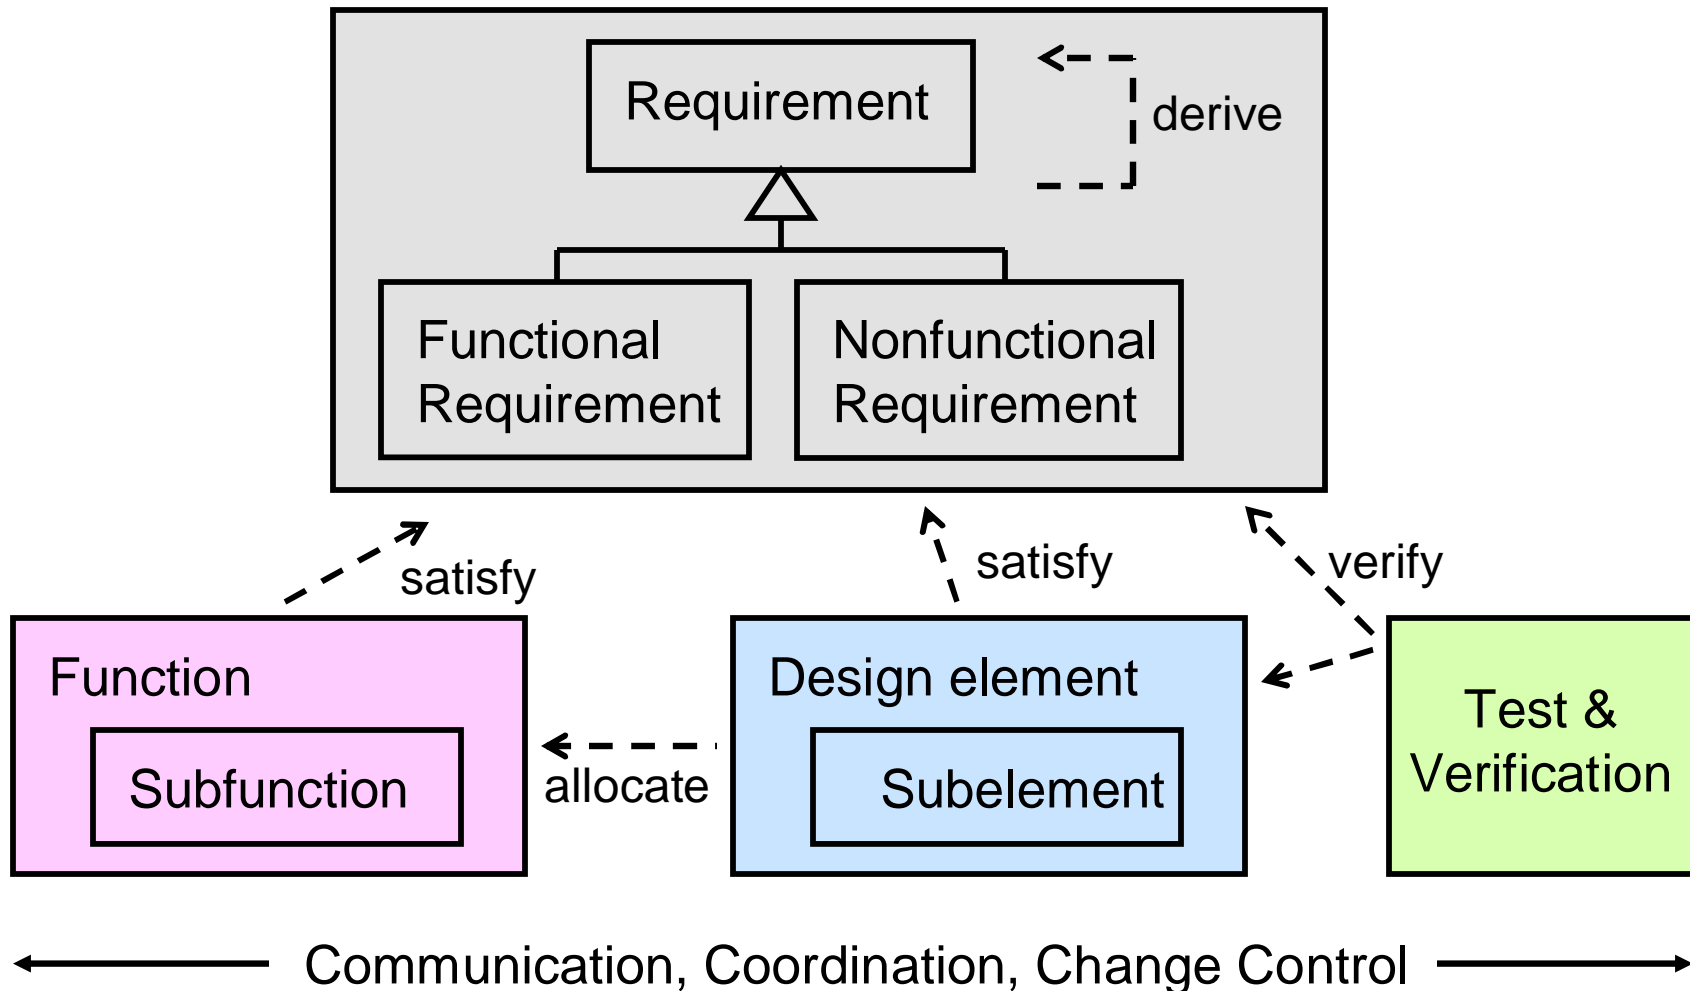 Requirement
derive
Functional
Requirement
Nonfunctional
Requirement
satisfy
satisfy
verify
Function
Subfunction
allocate
Design element
Subelement
Test &
Verification
Communication, Coordination, Change Control